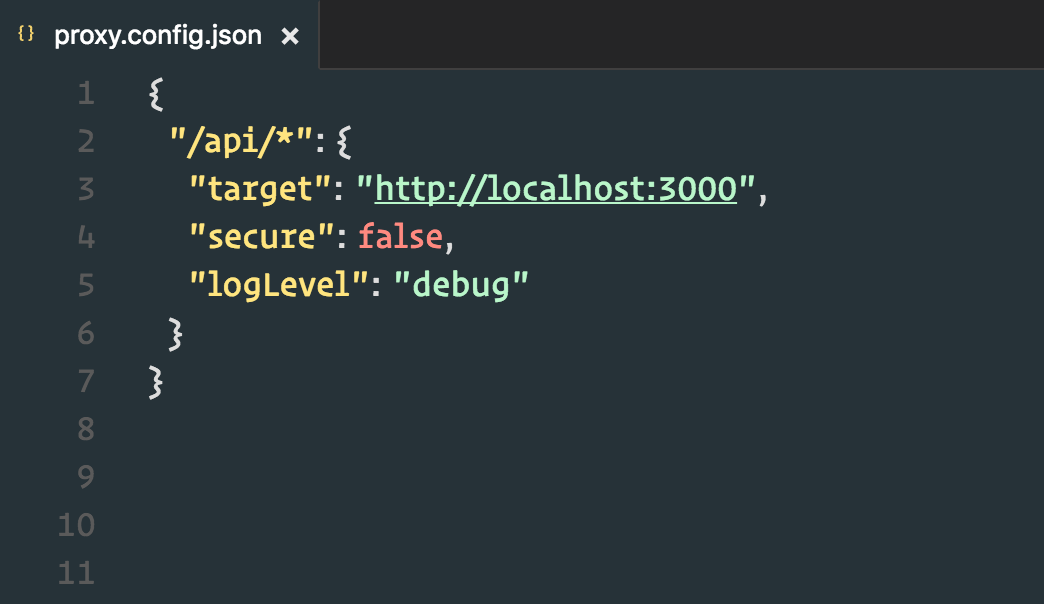 {} proxy.config.json ×
1 {
2 "/api/*": {
3 "target": "http://localhost:3000",
4 "secure": false,
5 "logLevel": "debug"
6 }
7 }
8
9
10
11